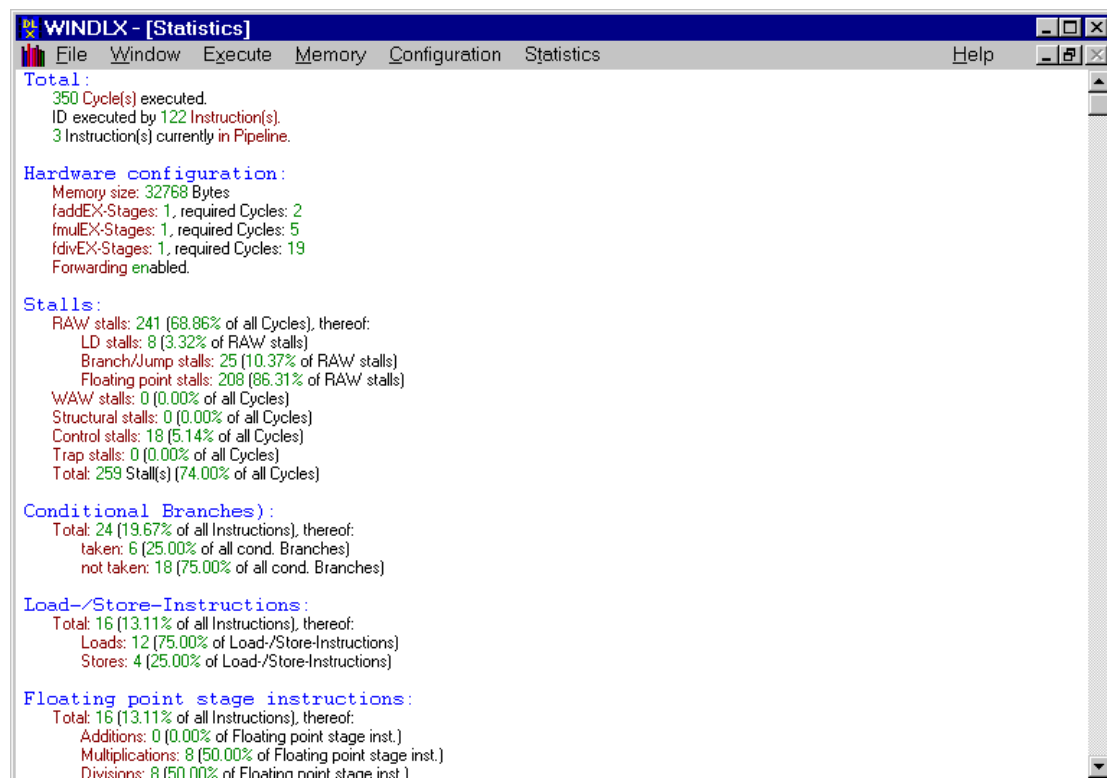 WINDLX - [Statistics]
File Window Execute Memory Configuration Statistics Help
Total:
350 Cycle(s) executed.
ID executed by 122 Instruction(s).
3 Instruction(s) currently in Pipeline.
Hardware configuration:
Memory size: 32768 Bytes
faddEX-Stages: 1, required Cycles: 2
fmulEX-Stages: 1, required Cycles: 5
fdivEX-Stages: 1, required Cycles: 19
Forwarding enabled.
Stalls:
RAW stalls: 241 (68.86% of all Cycles), thereof:
LD stalls: 8 (3.32% of RAW stalls)
Branch/Jump stalls: 25 (10.37% of RAW stalls)
Floating point stalls: 208 (86.31% of RAW stalls)
WAW stalls: 0 (0.00% of all Cycles)
Structural stalls: 0 (0.00% of all Cycles)
Control stalls: 18 (5.14% of all Cycles)
Trap stalls: 0 (0.00% of all Cycles)
Total: 259 Stall(s) (74.00% of all Cycles)
Conditional Branches):
Total: 24 (19.67% of all Instructions), thereof:
taken: 6 (25.00% of all cond. Branches)
not taken: 18 (75.00% of all cond. Branches)
Load-/Store-Instructions:
Total: 16 (13.11% of all Instructions), thereof:
Loads: 12 (75.00% of Load-/Store-Instructions)
Stores: 4 (25.00% of Load-/Store-Instructions)
Floating point stage instructions:
Total: 16 (13.11% of all Instructions), thereof:
Additions: 0 (0.00% of Floating point stage inst.)
Multiplications: 8 (50.00% of Floating point stage inst.)
Divisions: 8 (50.00% of Floating point stage inst.)